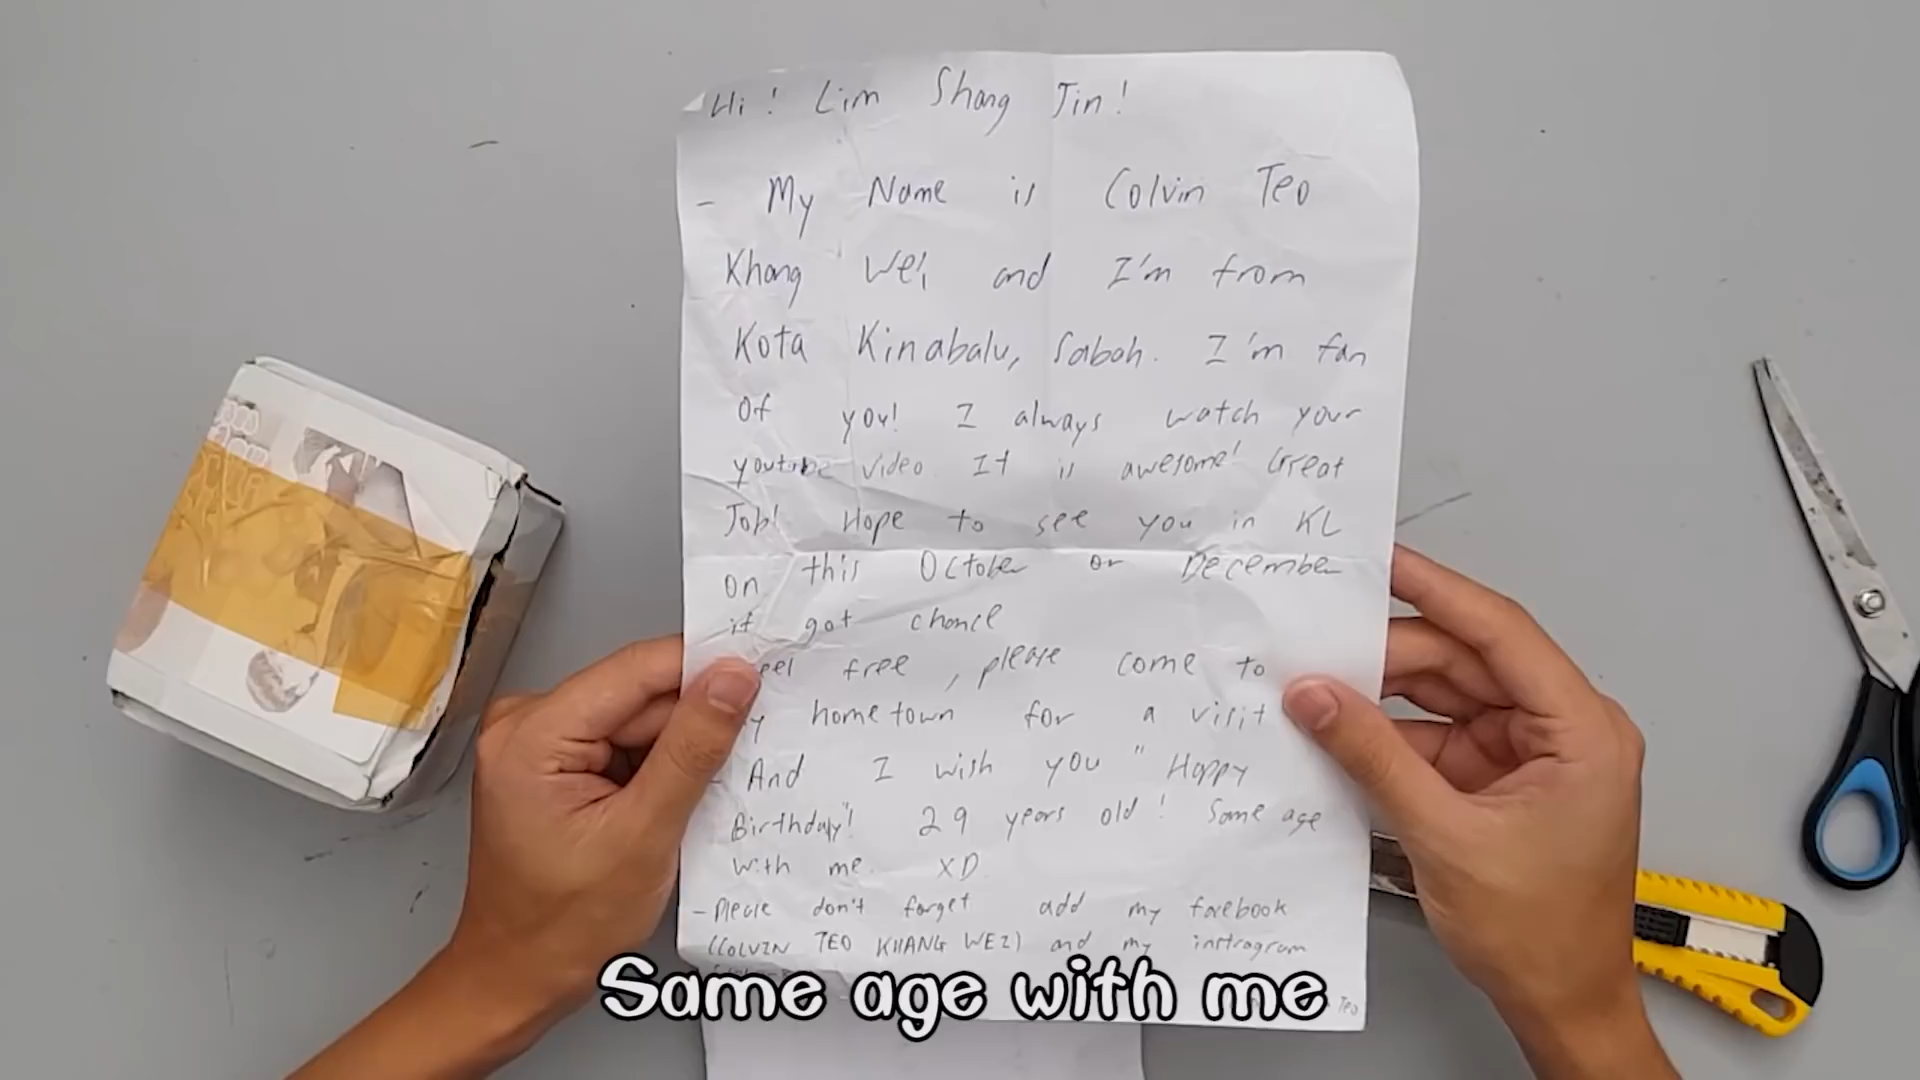 Hi! Lim Shang Jin!
- My Name is Colvin Teo
Khang Wei and I'm from
Kota Kinabalu, Sabah. I'm fan
Of you! I always watch your
youtube video. It is awesome! Great
Job! Hope to see you in KL
on this October or December
if got chance
eel free, please come to
y hometown for a visit
- And I wish you "Happy
Birthday"! 29 years old! Same age
with me. XD
- Please don't forget add my facebook
(COLVIN TEO KHANG WEI) and my instragram
Teo
Same age with me